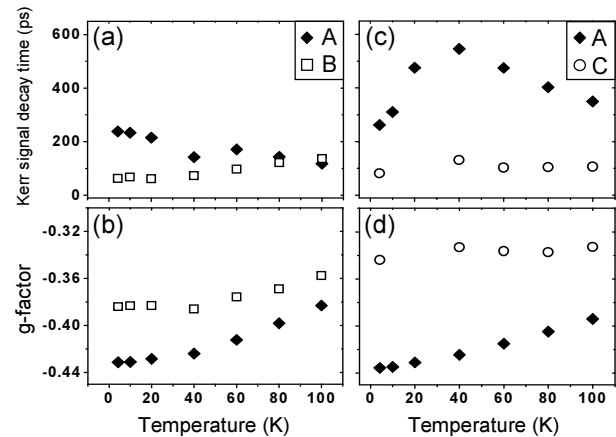 (a)
A
B
(c)
A
C
Kerr signal decay time (ps)
600
400
200
0
(b)
(d)
g-factor
-0.32
-0.36
-0.40
-0.44
0 20 40 60 80 100
0 20 40 60 80 100
Temperature (K)
Temperature (K)